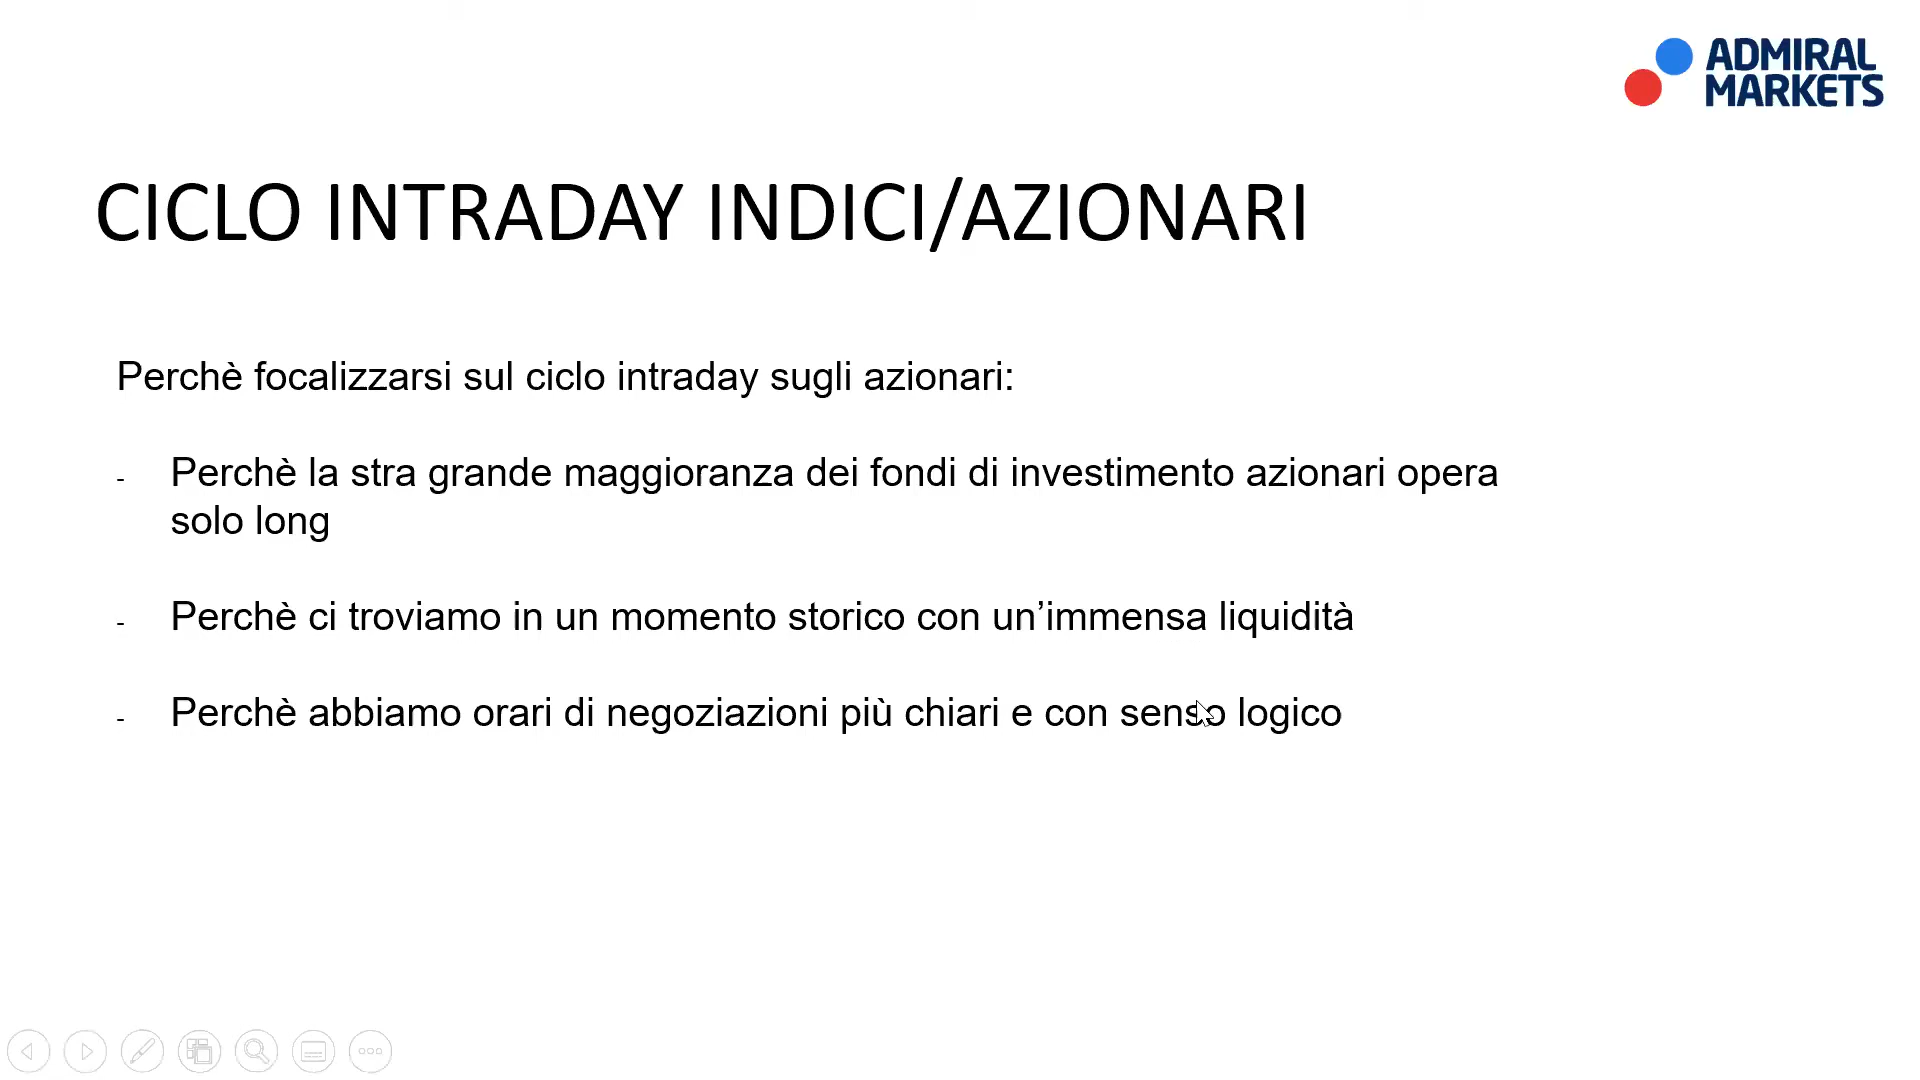 ADMIRAL
MARKETS
CICLO INTRADAY INDICI/AZIONARI
Perchè focalizzarsi sul ciclo intraday sugli azionari:
- Perchè la stra grande maggioranza dei fondi di investimento azionari opera
solo long
- Perchè ci troviamo in un momento storico con un’immensa liquidità
- Perchè abbiamo orari di negoziazioni più chiari e con senso logico